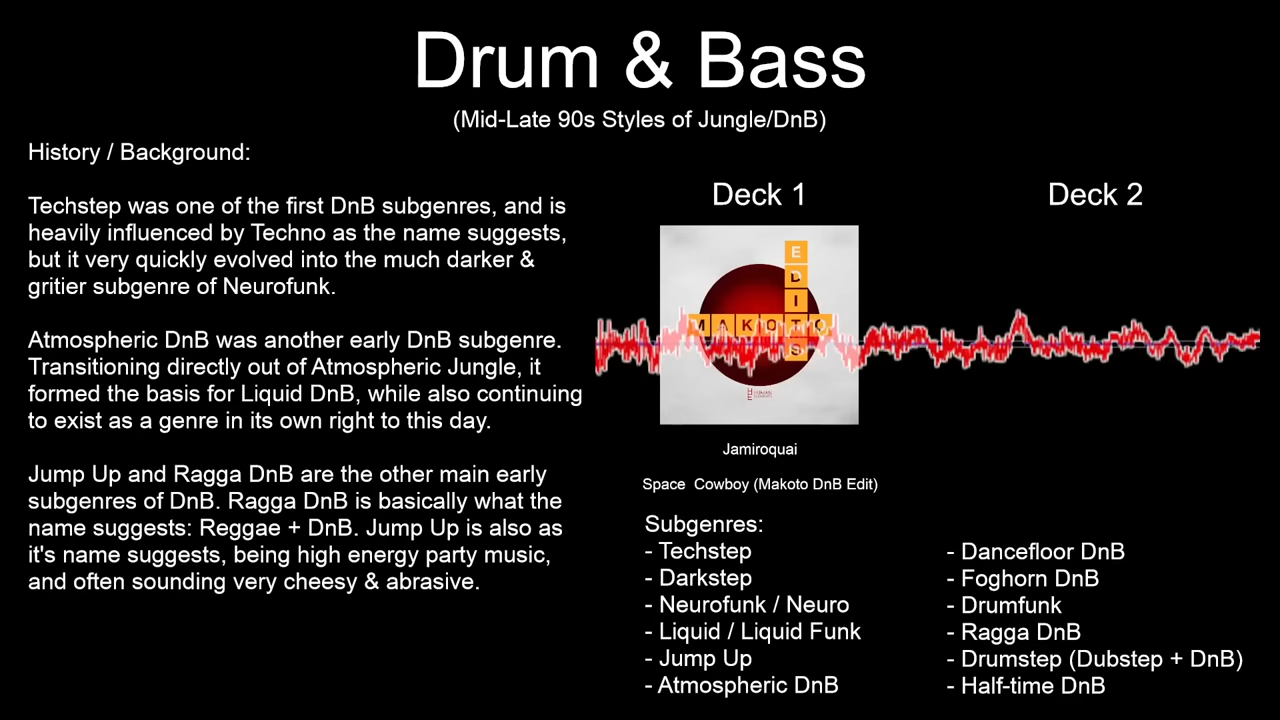 Drum & Bass
(Mid-Late 90s Styles of Jungle/DnB)
History / Background:
Techstep was one of the first DnB subgenres, and is
heavily influenced by Techno as the name suggests,
but it very quickly evolved into the much darker &
gritier subgenre of Neurofunk.
Atmospheric DnB was another early DnB subgenre.
Transitioning directly out of Atmospheric Jungle, it
formed the basis for Liquid DnB, while also continuing
to exist as a genre in its own right to this day.
Jump Up and Ragga DnB are the other main early
subgenres of DnB. Ragga DnB is basically what the
name suggests: Reggae + DnB. Jump Up is also as
it's name suggests, being high energy party music,
and often sounding very cheesy & abrasive.
Deck 1
Deck 2
EDITS
MAKOTO
Jamiroquai
Space Cowboy (Makoto DnB Edit)
Subgenres:
- Techstep
- Darkstep
- Neurofunk / Neuro
- Liquid / Liquid Funk
- Jump Up
- Atmospheric DnB
- Dancefloor DnB
- Foghorn DnB
- Drumfunk
- Ragga DnB
- Drumstep (Dubstep + DnB)
- Half-time DnB